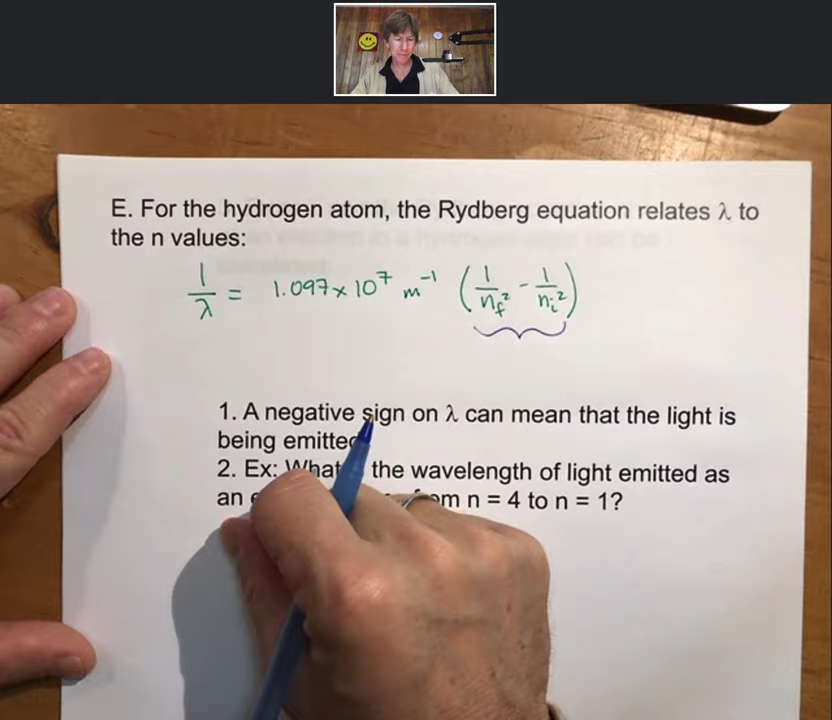 E. For the hydrogen atom, the Rydberg equation relates λ to
the n values:
1/λ = 1.097 x 10⁷ m⁻¹ (1/n_f² - 1/n_i²)
1. A negative sign on λ can mean that the light is
being emitted
2. Ex: What the wavelength of light emitted as
an n = 4 to n = 1?